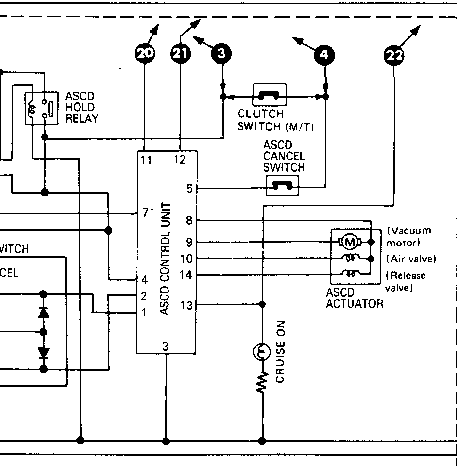 20
21
3
4
22
ASCD
HOLD
RELAY
CLUTCH
SWITCH (M/T)
ASCD
CANCEL
SWITCH
11
12
5
7
8
9
10
14
13
4
2
1
3
ASCD CONTROL UNIT
M
(Vacuum
motor)
(Air valve)
(Release
valve)
ASCD
ACTUATOR
WITCH
CEL
CRUISE ON